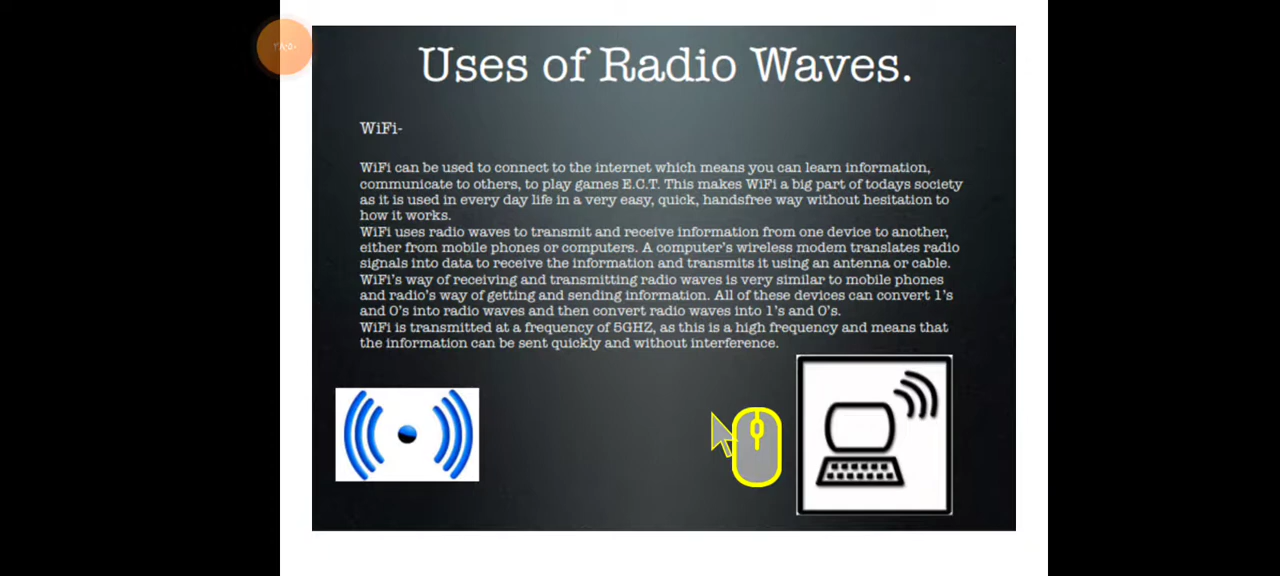 Uses of Radio Waves.
WiFi-
WiFi can be used to connect to the internet which means you can learn information,
communicate to others, to play games E.C.T. This makes WiFi a big part of todays society
as it is used in every day life in a very easy, quick, handsfree way without hesitation to
how it works.
WiFi uses radio waves to transmit and receive information from one device to another,
either from mobile phones or computers. A computer's wireless modem translates radio
signals into data to receive the information and transmits it using an antenna or cable.
WiFi's way of receiving and transmitting radio waves is very similar to mobile phones
and radio's way of getting and sending information. All of these devices can convert 1's
and 0's into radio waves and then convert radio waves into 1's and 0's.
WiFi is transmitted at a frequency of 5GHZ, as this is a high frequency and means that
the information can be sent quickly and without interference.